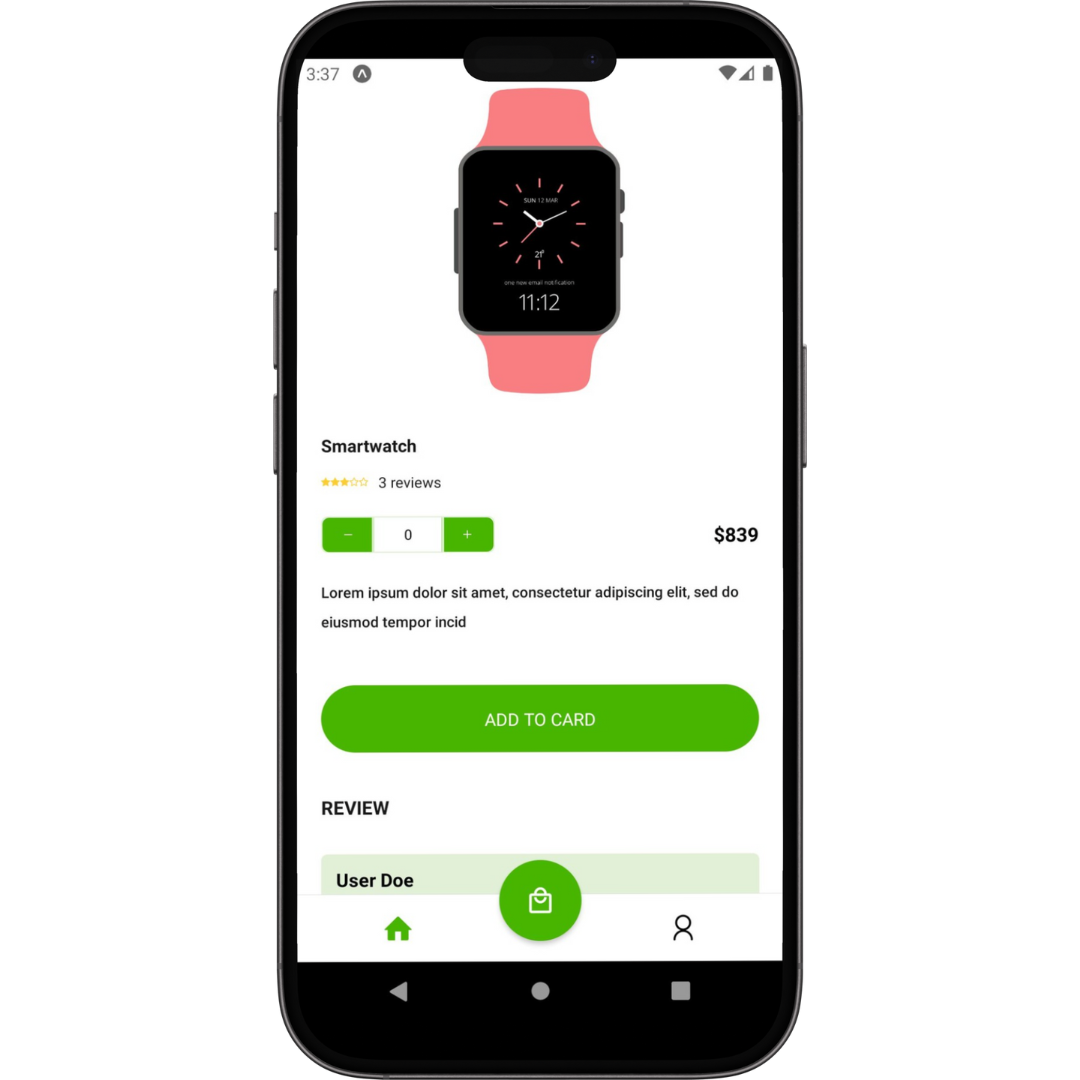 3:37
SUN 12 MAR
21°
one new email notification
11:12
Smartwatch
3 reviews
− 0 +
$839
Lorem ipsum dolor sit amet, consectetur adipiscing elit, sed do
eiusmod tempor incid
ADD TO CARD
REVIEW
User Doe